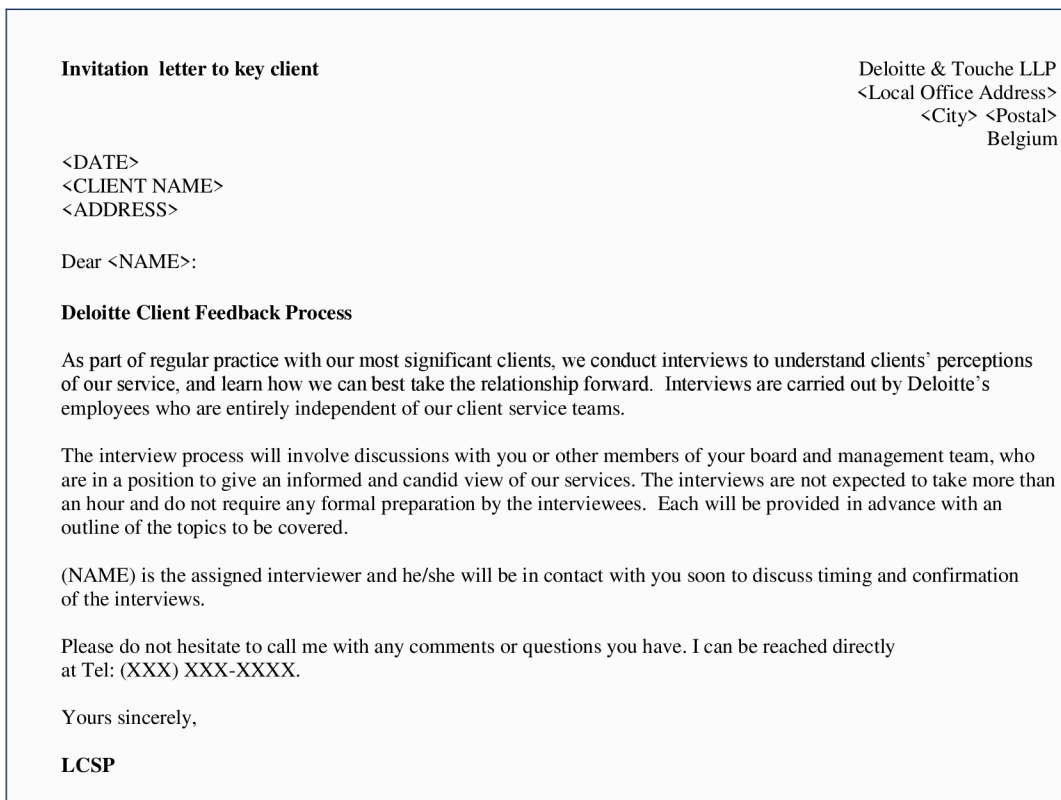 Invitation letter to key client
Deloitte & Touche LLP
<Local Office Address>
<City> <Postal>
Belgium
<DATE>
<CLIENT NAME>
<ADDRESS>
Dear <NAME>:
Deloitte Client Feedback Process
As part of regular practice with our most significant clients, we conduct interviews to understand clients’ perceptions
of our service, and learn how we can best take the relationship forward. Interviews are carried out by Deloitte’s
employees who are entirely independent of our client service teams.
The interview process will involve discussions with you or other members of your board and management team, who
are in a position to give an informed and candid view of our services. The interviews are not expected to take more than
an hour and do not require any formal preparation by the interviewees. Each will be provided in advance with an
outline of the topics to be covered.
(NAME) is the assigned interviewer and he/she will be in contact with you soon to discuss timing and confirmation
of the interviews.
Please do not hesitate to call me with any comments or questions you have. I can be reached directly
at Tel: (XXX) XXX-XXXX.
Yours sincerely,
LCSP